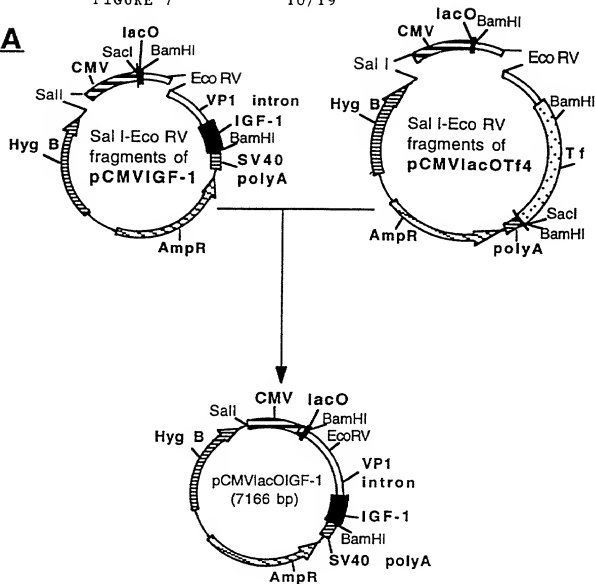 FIGURE 7 10/19
A
lacO
SacI
BamHI
CMV
Eco RV
SalI
VP1 intron
IGF-1
BamHI
Hyg B
Sal I-Eco RV
fragments of
pCMVIGF-1
SV40
polyA
AmpR
lacO
BamHI
CMV
Eco RV
Sal I
BamHI
Hyg B
Sal I-Eco RV
fragments of
pCMVlacOTf4
Tf
SacI
BamHI
AmpR
polyA
CMV
lacO
SalI
BamHI
EcoRV
Hyg B
VP1
intron
pCMVlacOIGF-1
(7166 bp)
IGF-1
BamHI
SV40 polyA
AmpR